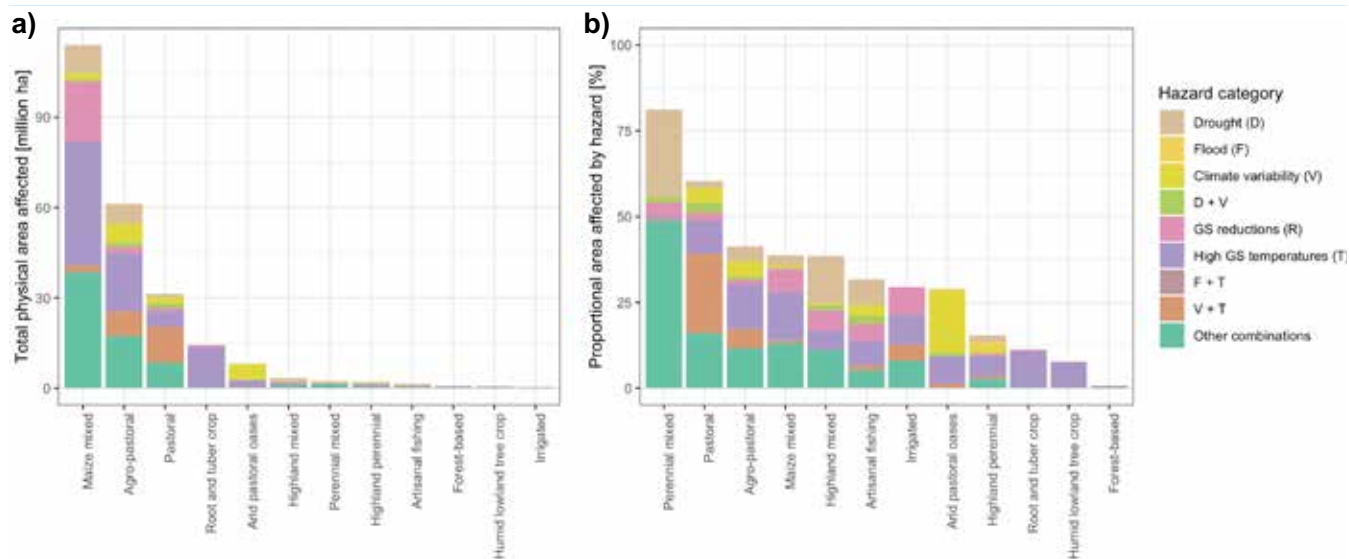 a)
Total physical area affected [million ha]
90
60
30
0
Maize mixed
Agro-pastoral
Pastoral
Root and tuber crop
Arid pastoral oases
Highland mixed
Perennial mixed
Highland perennial
Artisanal fishing
Forest-based
Humid lowland tree crop
Irrigated
b)
Proportional area affected by hazard [%]
100
75
50
25
0
Perennial mixed
Pastoral
Agro-pastoral
Maize mixed
Highland mixed
Artisanal fishing
Irrigated
Arid pastoral oases
Highland perennial
Root and tuber crop
Humid lowland tree crop
Forest-based
Hazard category
Drought (D)
Flood (F)
Climate variability (V)
D + V
GS reductions (R)
High GS temperatures (T)
F + T
V + T
Other combinations